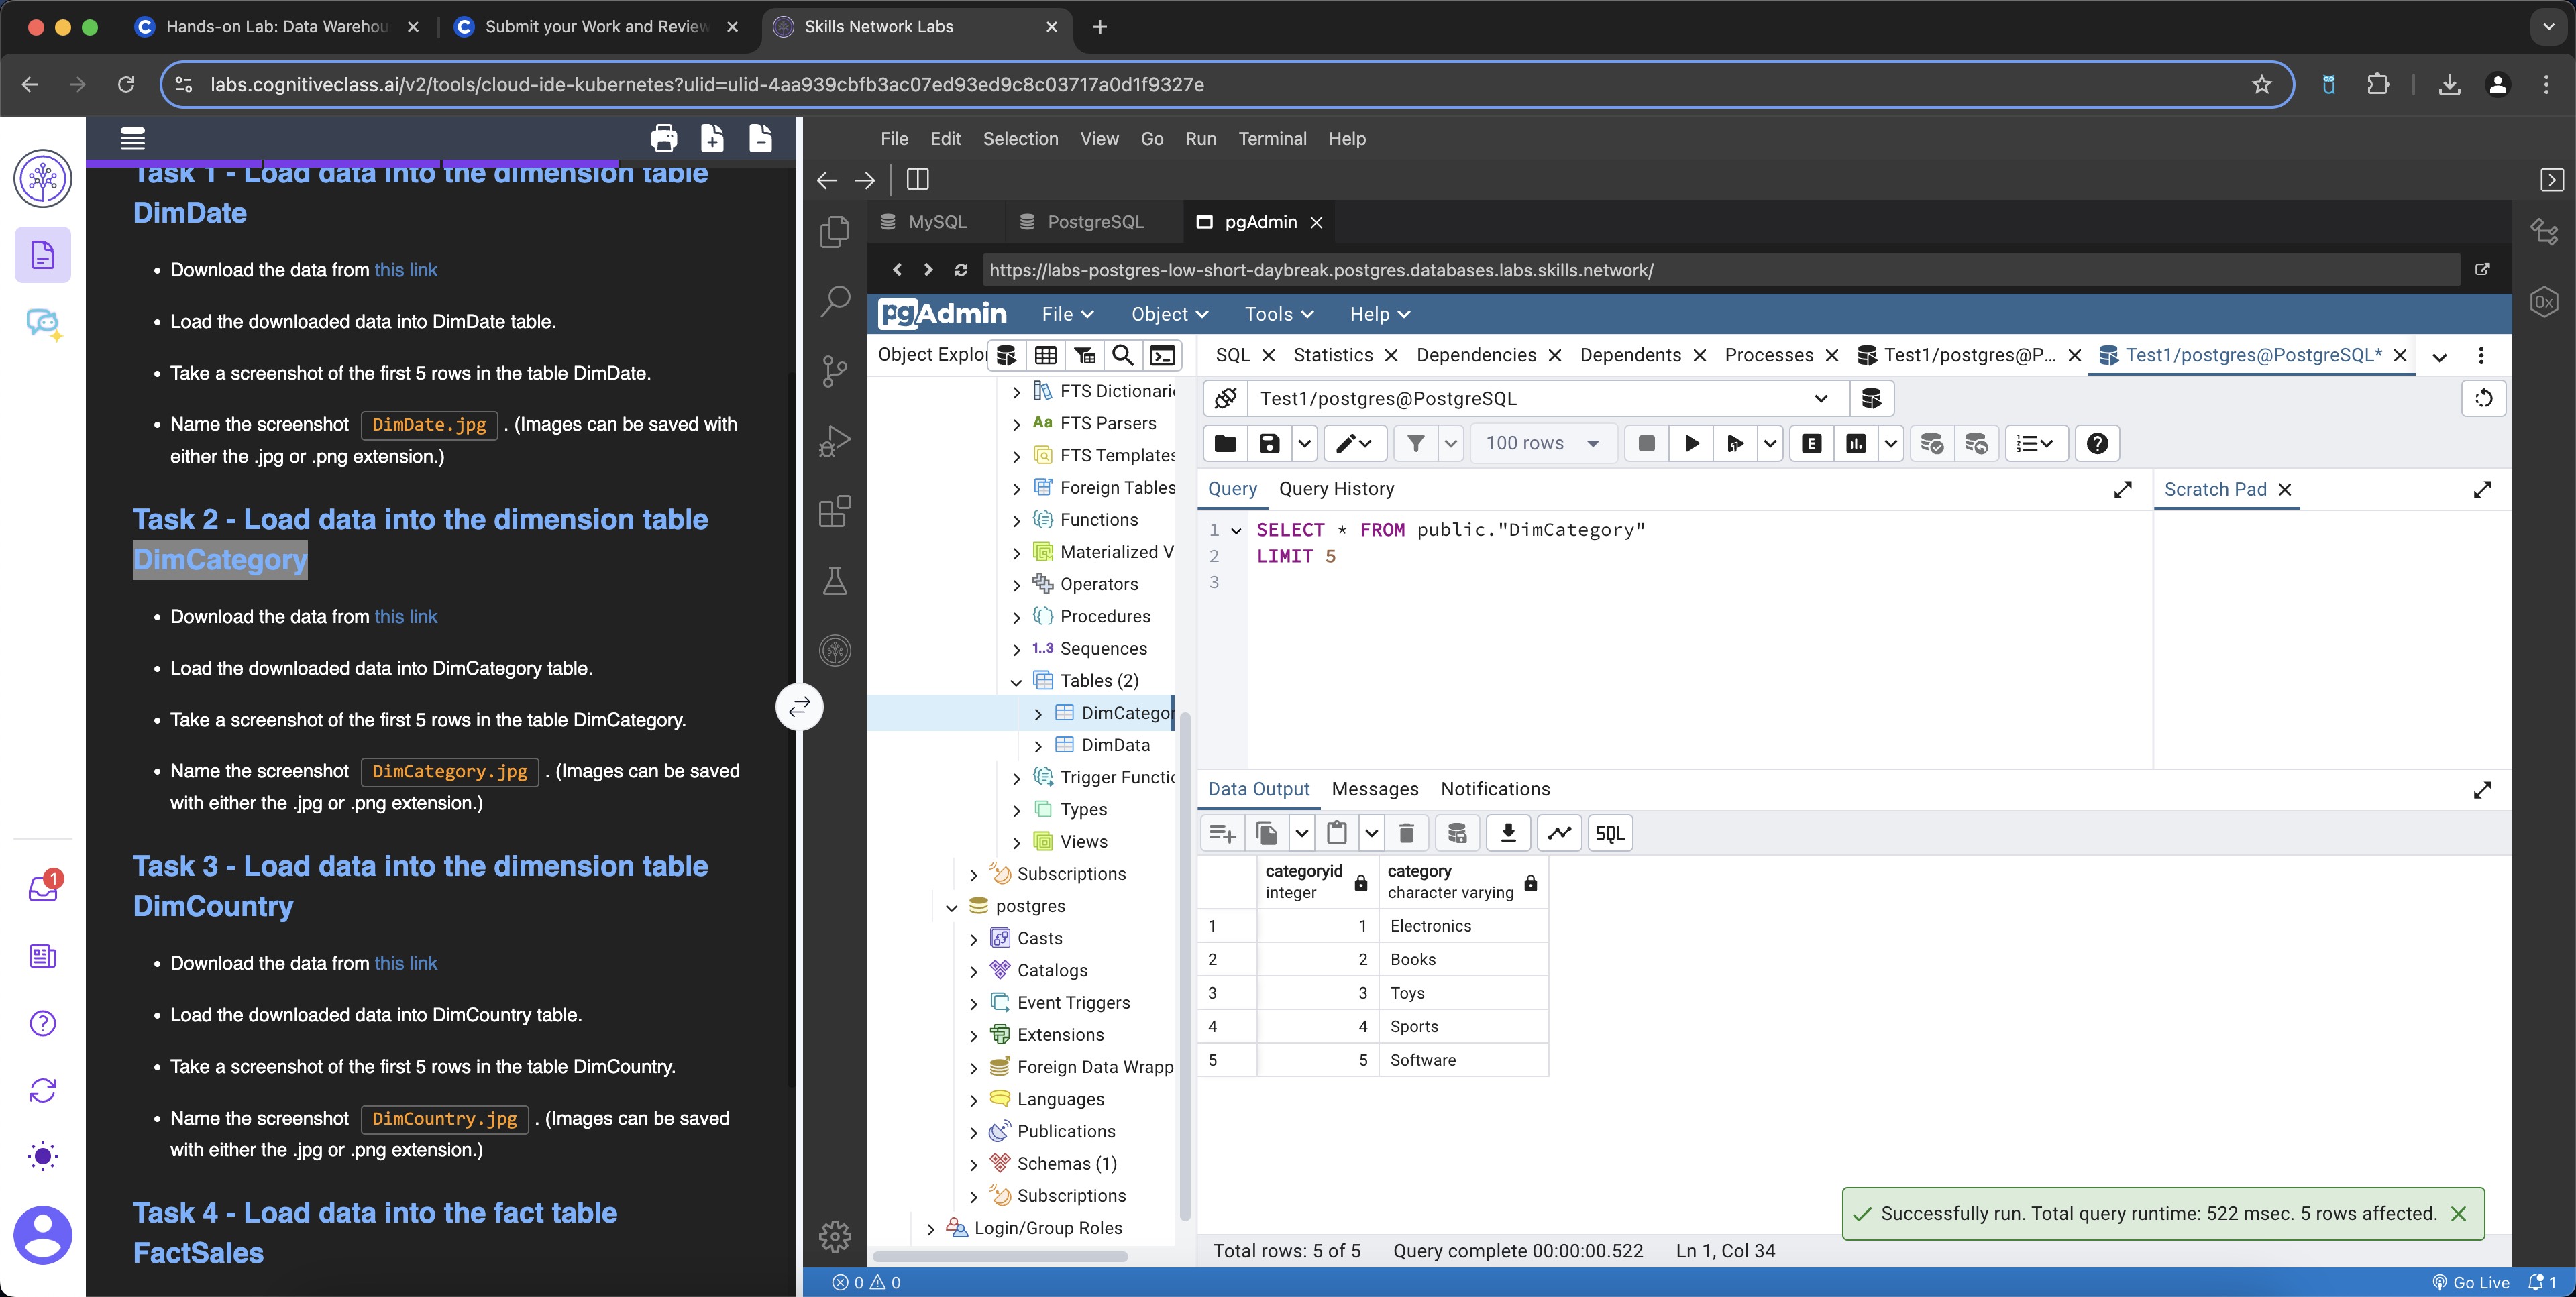 Hands-on Lab: Data Warehou
Submit your Work and Review
Skills Network Labs
labs.cognitiveclass.ai/v2/tools/cloud-ide-kubernetes?ulid=ulid-4aa939cbfb3ac07ed93ed9c8c03717a0d1f9327e
Task 1 - Load data into the dimension table
DimDate
• Download the data from this link
• Load the downloaded data into DimDate table.
• Take a screenshot of the first 5 rows in the table DimDate.
• Name the screenshot DimDate.jpg . (Images can be saved with
either the .jpg or .png extension.)
Task 2 - Load data into the dimension table
DimCategory
• Download the data from this link
• Load the downloaded data into DimCategory table.
• Take a screenshot of the first 5 rows in the table DimCategory.
• Name the screenshot DimCategory.jpg . (Images can be saved
with either the .jpg or .png extension.)
Task 3 - Load data into the dimension table
DimCountry
• Download the data from this link
• Load the downloaded data into DimCountry table.
• Take a screenshot of the first 5 rows in the table DimCountry.
• Name the screenshot DimCountry.jpg . (Images can be saved
with either the .jpg or .png extension.)
Task 4 - Load data into the fact table
FactSales
1
File Edit Selection View Go Run Terminal Help
MySQL PostgreSQL pgAdmin
https://labs-postgres-low-short-daybreak.postgres.databases.labs.skills.network/
pgAdmin File Object Tools Help
Object Explo
SQL Statistics Dependencies Dependents Processes Test1/postgres@P... Test1/postgres@PostgreSQL*
FTS Dictionari
Aa FTS Parsers
FTS Templates
Foreign Tables
Functions
Materialized V
Operators
Procedures
1..3 Sequences
Tables (2)
DimCategor
DimData
Trigger Functio
Types
Views
Subscriptions
postgres
Casts
Catalogs
Event Triggers
Extensions
Foreign Data Wrapp
Languages
Publications
Schemas (1)
Subscriptions
Login/Group Roles
Test1/postgres@PostgreSQL
100 rows
E
Query Query History
Scratch Pad
1 SELECT * FROM public."DimCategory"
2 LIMIT 5
3
Data Output Messages Notifications
SQL
categoryid category
integer character varying
1 1 Electronics
2 2 Books
3 3 Toys
4 4 Sports
5 5 Software
Successfully run. Total query runtime: 522 msec. 5 rows affected.
Total rows: 5 of 5 Query complete 00:00:00.522 Ln 1, Col 34
0 0
Go Live 1
0x